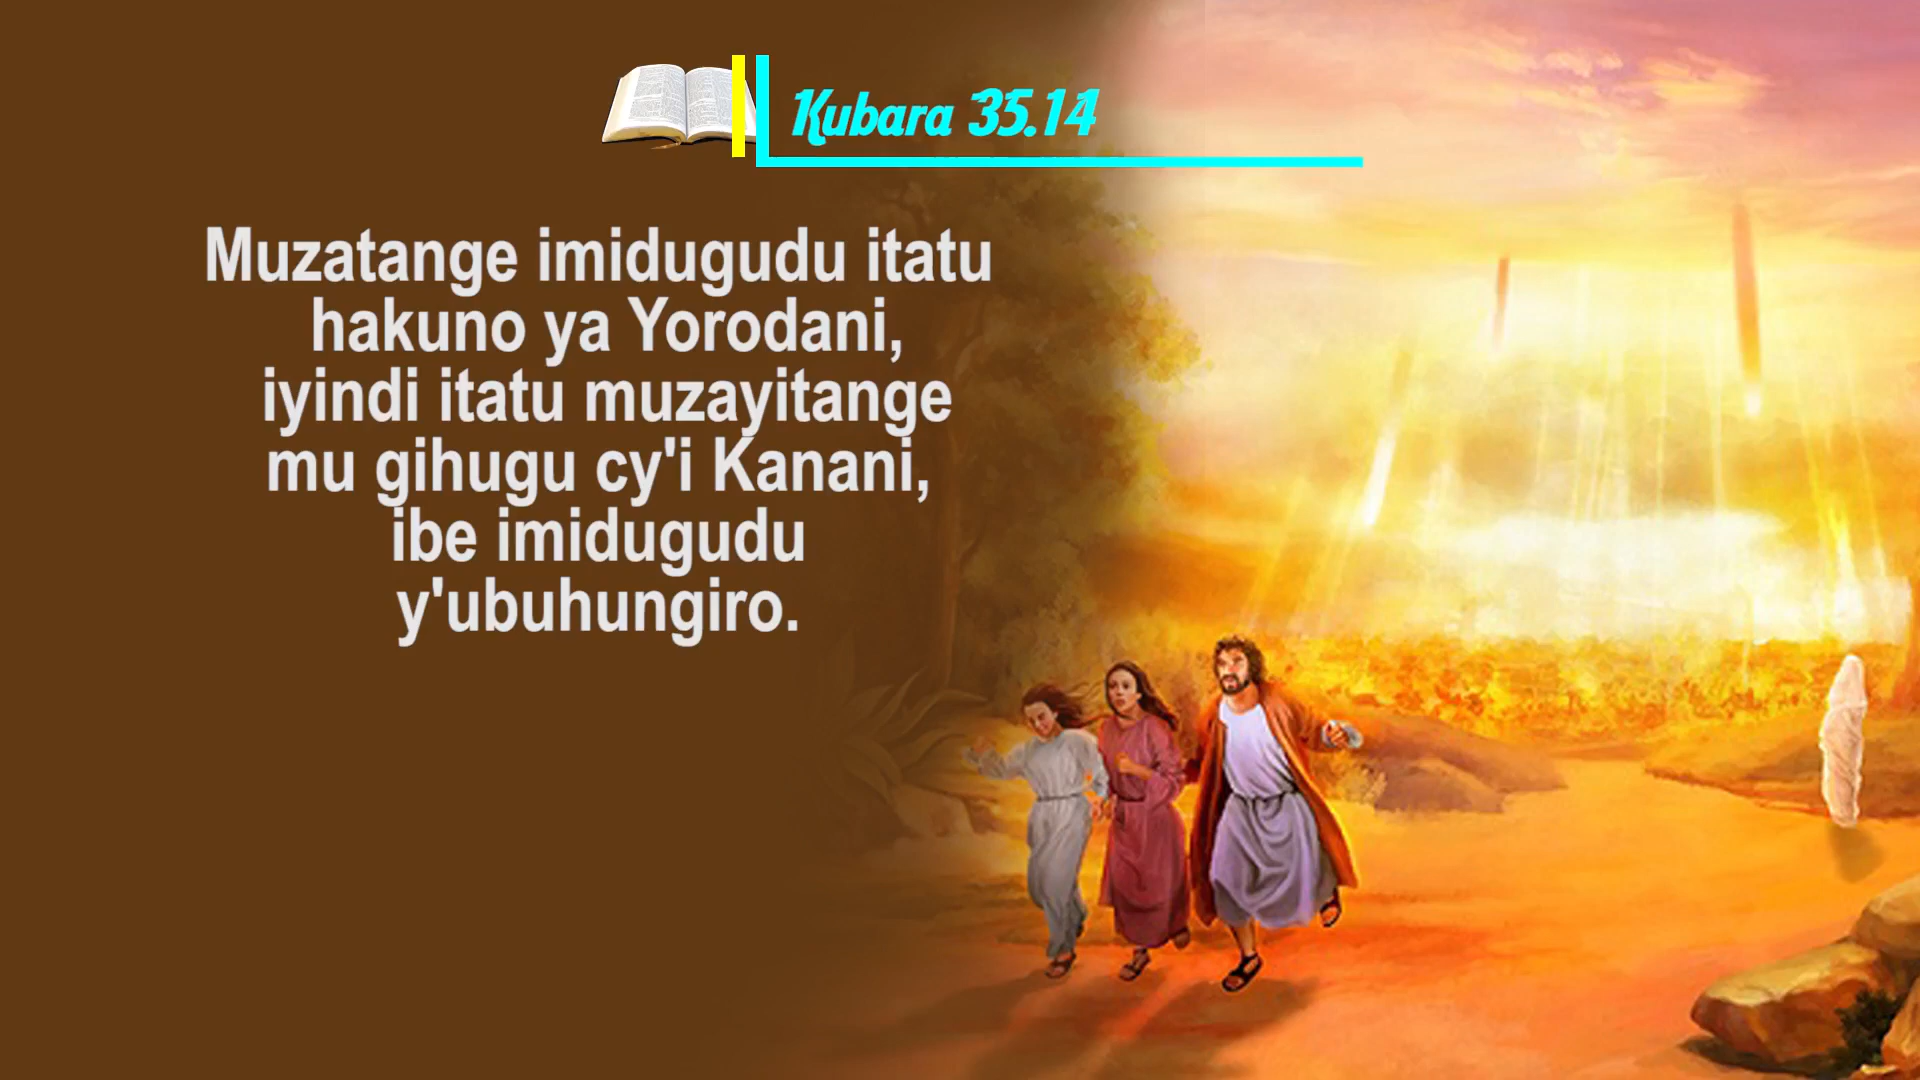 Kubara 35.14
Muzatange imidugudu itatu
hakuno ya Yorodani,
iyindi itatu muzayitange
mu gihugu cy'i Kanani,
ibe imidugudu
y'ubuhungiro.